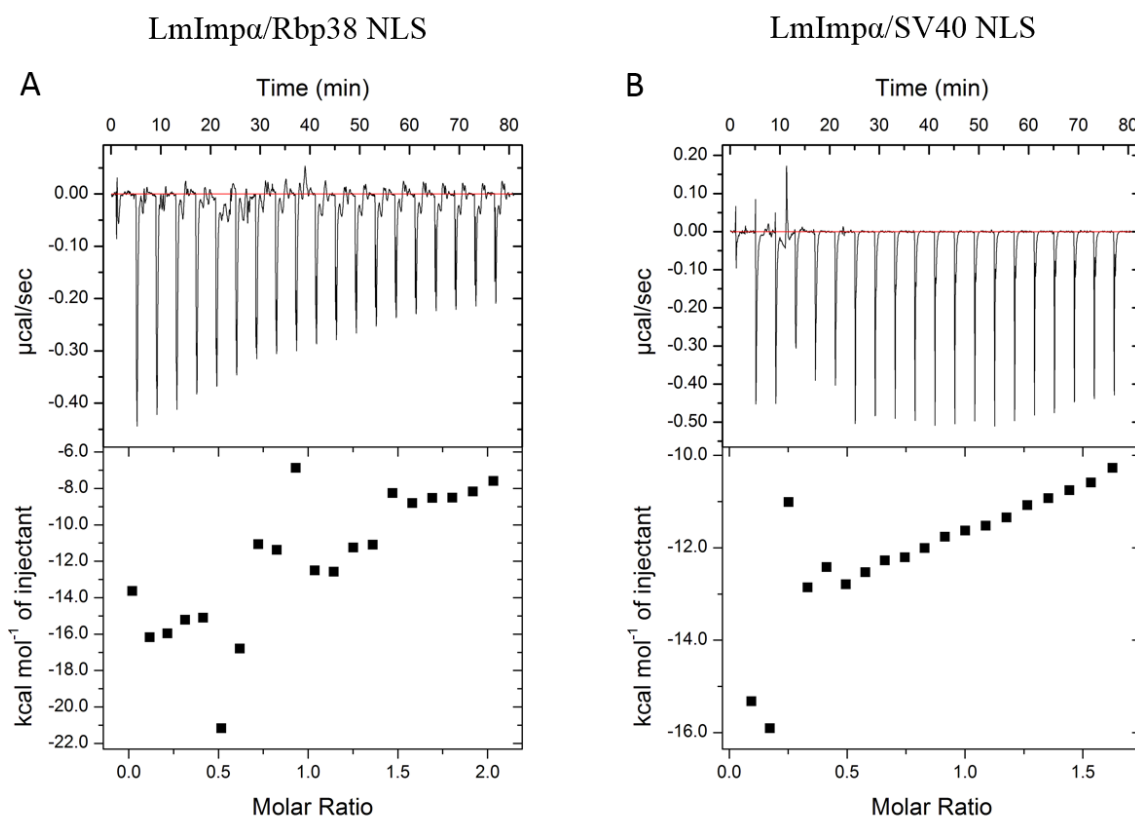 LmImpα/Rbp38 NLS
LmImpα/SV40 NLS
A
Time (min)
0 10 20 30 40 50 60 70 80
0.00
-0.10
-0.20
-0.30
-0.40
µcal/sec
-6.0
-8.0
-10.0
-12.0
-14.0
-16.0
-18.0
-20.0
-22.0
kcal mol⁻¹ of injectant
0.0 0.5 1.0 1.5 2.0
Molar Ratio
B
Time (min)
0 10 20 30 40 50 60 70 80
0.20
0.10
0.00
-0.10
-0.20
-0.30
-0.40
-0.50
µcal/sec
-10.0
-12.0
-14.0
-16.0
kcal mol⁻¹ of injectant
0.0 0.5 1.0 1.5
Molar Ratio